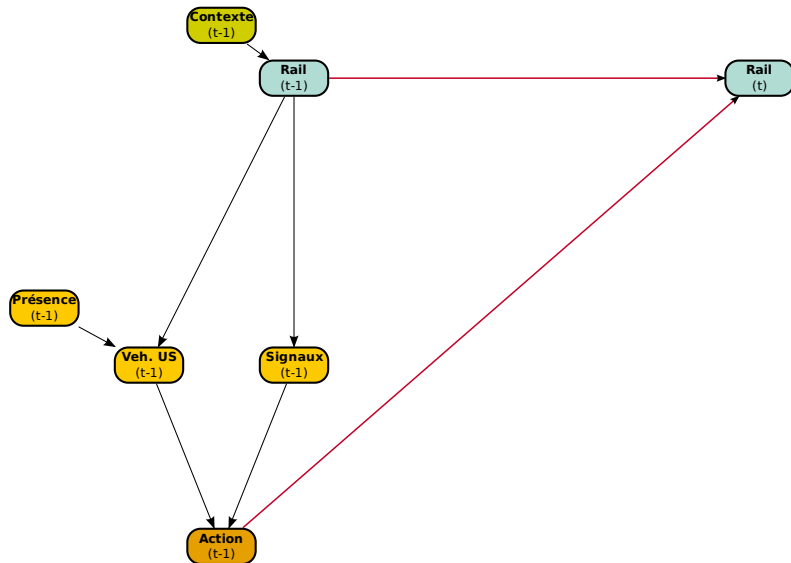 Contexte
(t-1)
Rail
(t-1)
Rail
(t)
Présence
(t-1)
Veh. US
(t-1)
Signaux
(t-1)
Action
(t-1)